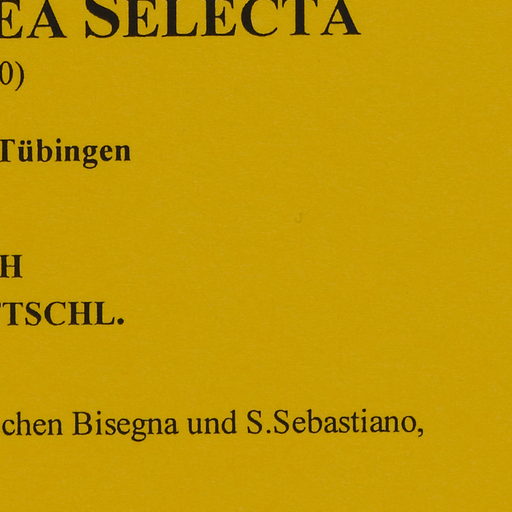 EA SELECTA
0)
Tübingen
H
TSCHL.
chen Bisegna und S.Sebastiano,